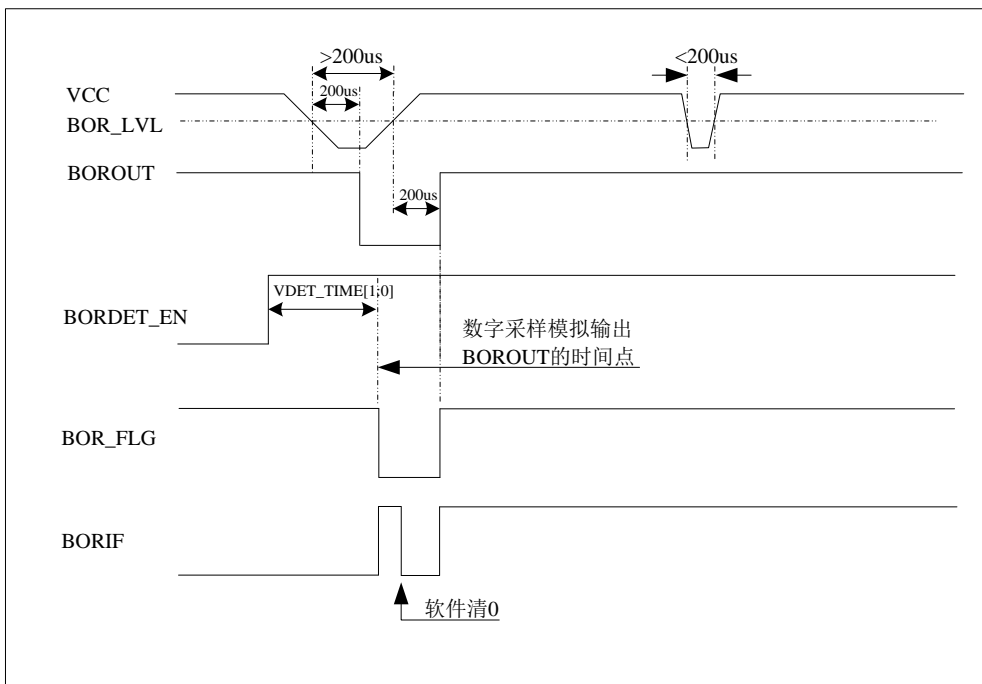 >200us
<200us
200us
VCC
BOR_LVL
BOROUT
200us
VDET_TIME[1:0]
BORDET_EN
数字采样模拟输出
BOROUT的时间点
BOR_FLG
BORIF
软件清0